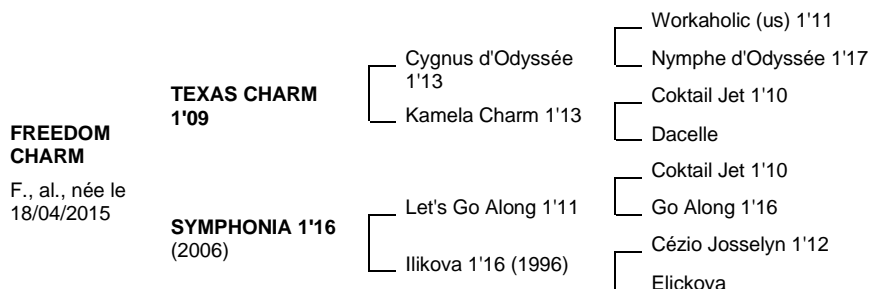 FREEDOM
CHARM
F., al., née le
18/04/2015
TEXAS CHARM
1'09
SYMPHONIA 1'16
(2006)
Cygnus d'Odyssée
1'13
Kamela Charm 1'13
Let's Go Along 1'11
Ilikova 1'16 (1996)
Workaholic (us) 1'11
Nymphe d'Odyssée 1'17
Coktail Jet 1'10
Dacelle
Coktail Jet 1'10
Go Along 1'16
Cézio Josselyn 1'12
Elickova